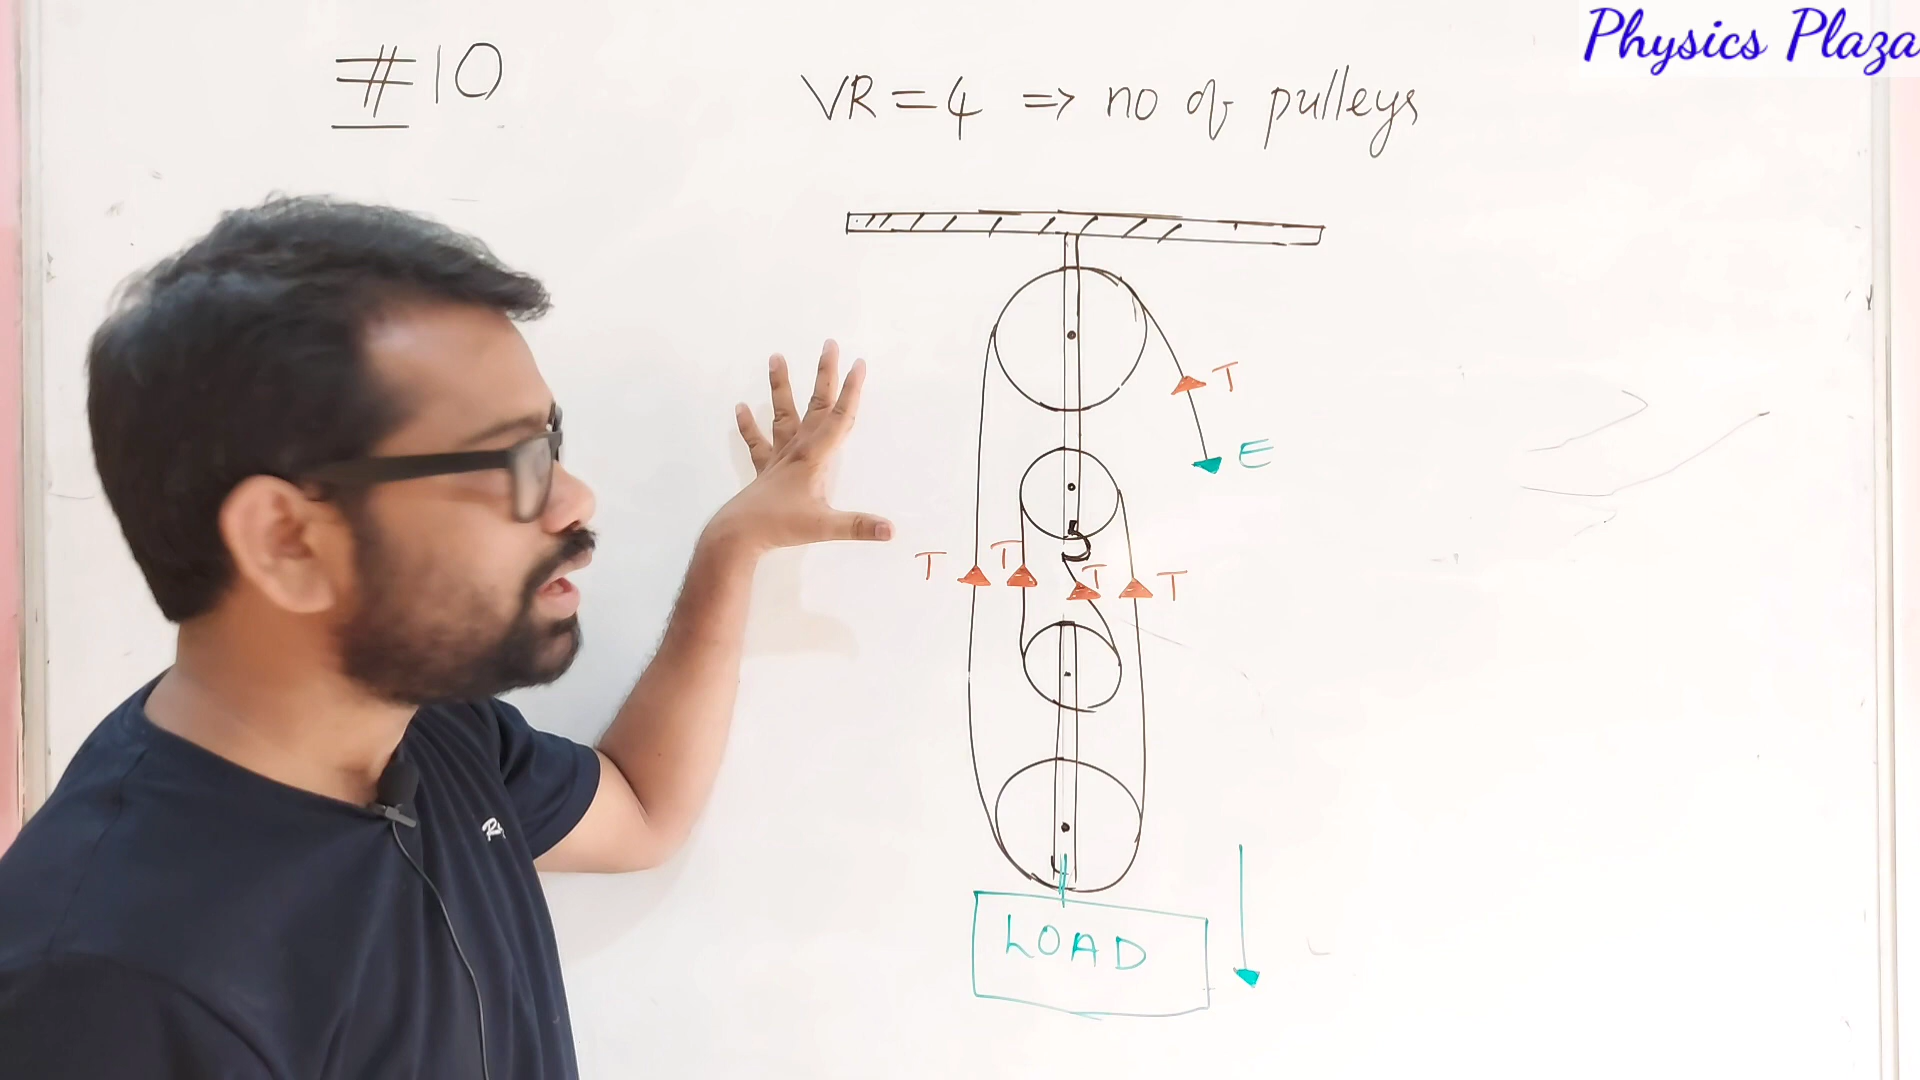 Physics Plaza
#10
VR = 4 => no of pulleys
T
E
T
T
T
T
LOAD